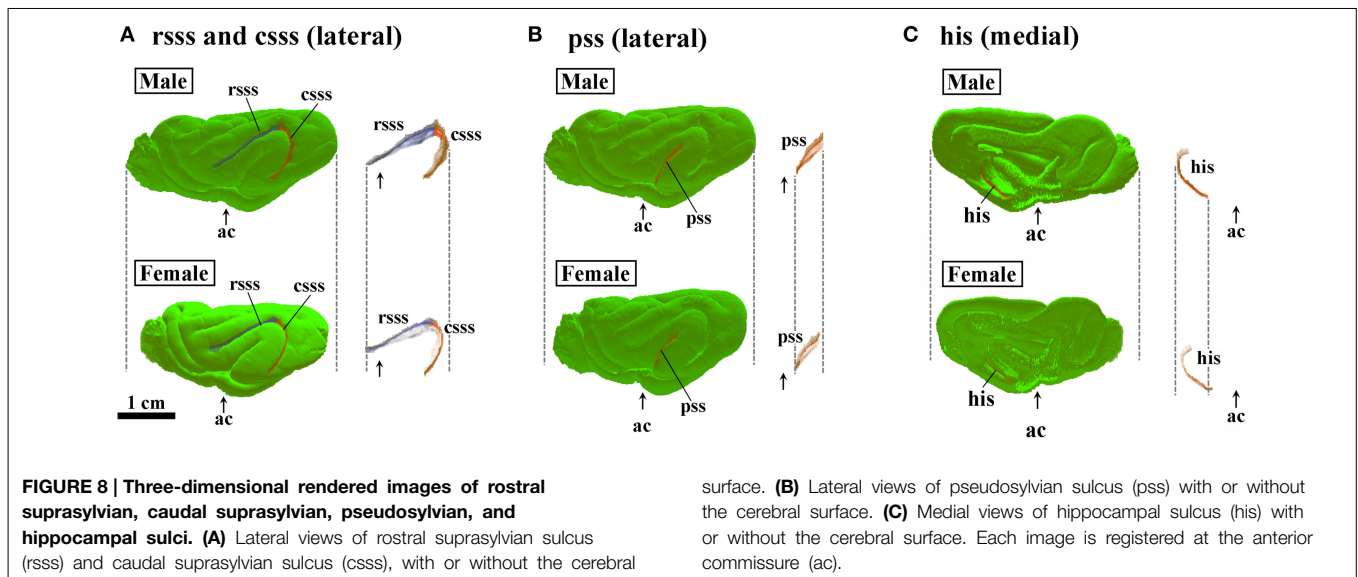 A rsss and csss (lateral)
Male
rsss
csss
rsss
csss
ac
Female
rsss
csss
rsss
csss
1 cm
ac
B pss (lateral)
Male
pss
pss
ac
Female
pss
pss
ac
C his (medial)
Male
his
his
ac
ac
Female
his
his
ac
ac
FIGURE 8 | Three-dimensional rendered images of rostral
suprasylvian, caudal suprasylvian, pseudosylvian, and
hippocampal sulci. (A) Lateral views of rostral suprasylvian sulcus
(rsss) and caudal suprasylvian sulcus (csss), with or without the cerebral
surface. (B) Lateral views of pseudosylvian sulcus (pss) with or without
the cerebral surface. (C) Medial views of hippocampal sulcus (his) with
or without the cerebral surface. Each image is registered at the anterior
commissure (ac).